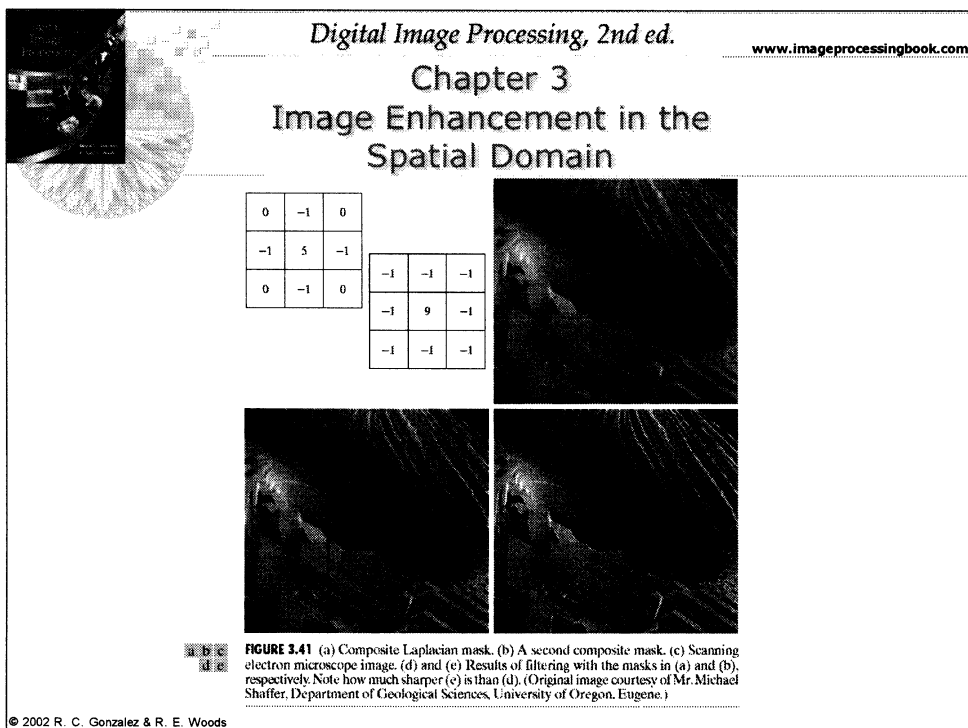 Digital Image Processing, 2nd ed.
www.imageprocessingbook.com
Chapter 3
Image Enhancement in the
Spatial Domain
0 −1 0
−1 5 −1
0 −1 0
−1 −1 −1
−1 9 −1
−1 −1 −1
a b c
d e
FIGURE 3.41 (a) Composite Laplacian mask. (b) A second composite mask. (c) Scanning
electron microscope image. (d) and (e) Results of filtering with the masks in (a) and (b),
respectively. Note how much sharper (e) is than (d). (Original image courtesy of Mr. Michael
Shaffer, Department of Geological Sciences, University of Oregon, Eugene.)
© 2002 R. C. Gonzalez & R. E. Woods